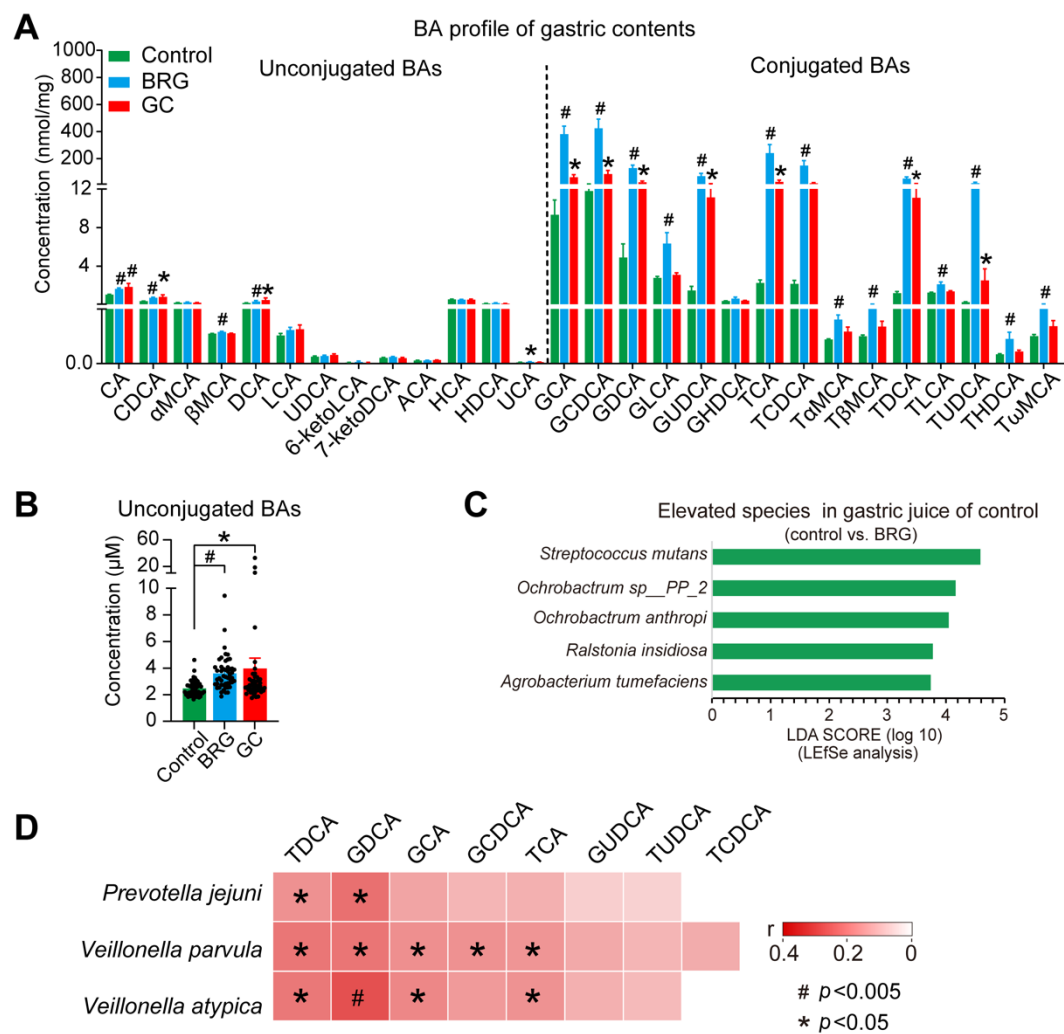 A
BA profile of gastric contents
Unconjugated BAs
Conjugated BAs
Control
BRG
GC
Concentration (nmol/mg)
1000
800
600
400
200
12
8
4
0.0
# # # * # # * * # * # * # * # # * # * # # # # * # # * # #
CA CDCA αMCA βMCA DCA LCA UDCA 6-ketoLCA 7-ketoDCA ACA HCA HDCA UCA GCA GCDCA GDCA GLCA GUDCA GHDCA TCA TCDCA TαMCA TβMCA TDCA TLCA TUDCA THDCA TωMCA
B
Unconjugated BAs
Concentration (μM)
60
20
10
8
6
4
2
0
*
#
Control BRG GC
C
Elevated species in gastric juice of control
(control vs. BRG)
Streptococcus mutans
Ochrobactrum sp__PP_2
Ochrobactrum anthropi
Ralstonia insidiosa
Agrobacterium tumefaciens
0 1 2 3 4 5
LDA SCORE (log 10)
(LEfSe analysis)
D
TDCA GDCA GCA GCDCA TCA GUDCA TUDCA TCDCA
Prevotella jejuni * *
Veillonella parvula * * * * *
Veillonella atypica * # * *
r
0.4 0.2 0
# p<0.005
* p<0.05